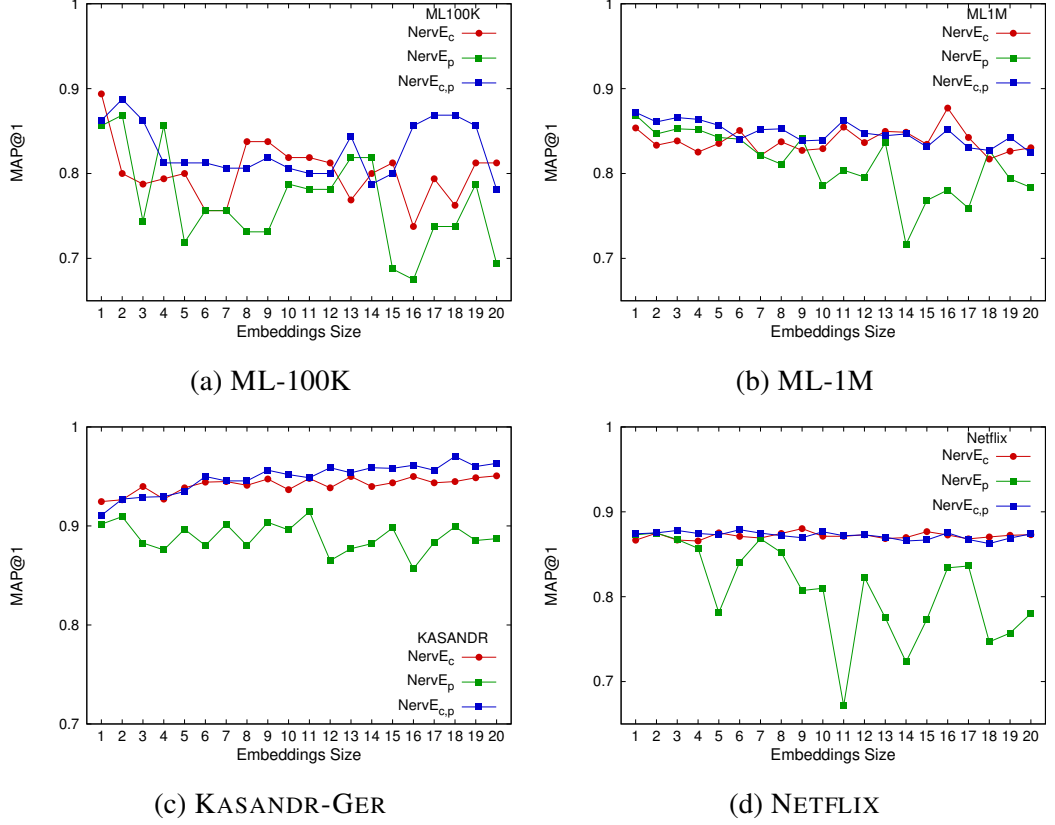 ML100K
NervE_c
NervE_p
NervE_c,p
1
0.9
0.8
0.7
MAP@1
1 2 3 4 5 6 7 8 9 10 11 12 13 14 15 16 17 18 19 20
Embeddings Size
(a) ML-100K
ML1M
NervE_c
NervE_p
NervE_c,p
1
0.9
0.8
0.7
MAP@1
1 2 3 4 5 6 7 8 9 10 11 12 13 14 15 16 17 18 19 20
Embeddings Size
(b) ML-1M
1
0.9
0.8
0.7
MAP@1
KASANDR
NervE_c
NervE_p
NervE_c,p
1 2 3 4 5 6 7 8 9 10 11 12 13 14 15 16 17 18 19 20
Embeddings Size
(c) KASANDR-GER
Netflix
NervE_c
NervE_p
NervE_c,p
1
0.9
0.8
0.7
MAP@1
1 2 3 4 5 6 7 8 9 10 11 12 13 14 15 16 17 18 19 20
Embeddings Size
(d) NETFLIX